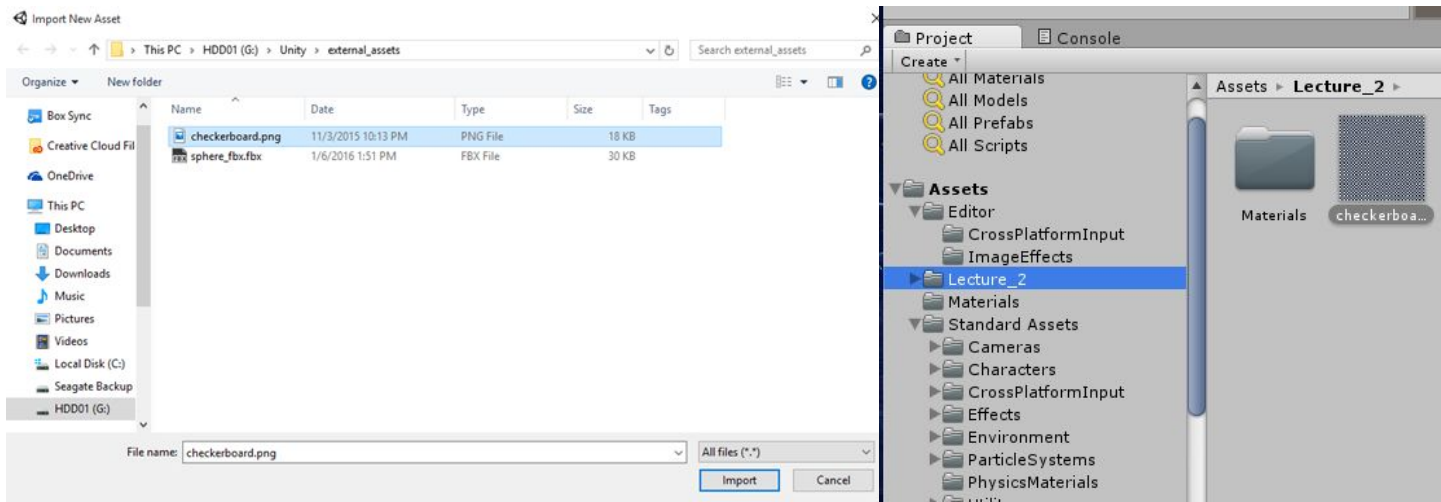 Import New Asset
This PC > HDD01 (G:) > Unity > external_assets
Search external_assets
Organize
New folder
Name
Date
Type
Size
Tags
checkerboard.png 11/3/2015 10:13 PM PNG File 18 KB
sphere_fbx.fbx 1/6/2016 1:51 PM FBX File 30 KB
Box Sync
Creative Cloud Fil
OneDrive
This PC
Desktop
Documents
Downloads
Music
Pictures
Videos
Local Disk (C:)
Seagate Backup
HDD01 (G:)
File name: checkerboard.png
All files (*.*)
Import
Cancel
Project
Console
Create
All Materials
All Models
All Prefabs
All Scripts
Assets
Editor
CrossPlatformInput
ImageEffects
Lecture_2
Materials
Standard Assets
Cameras
Characters
CrossPlatformInput
Effects
Environment
ParticleSystems
PhysicsMaterials
Assets ▸ Lecture_2 ▸
Materials
checkerboa...